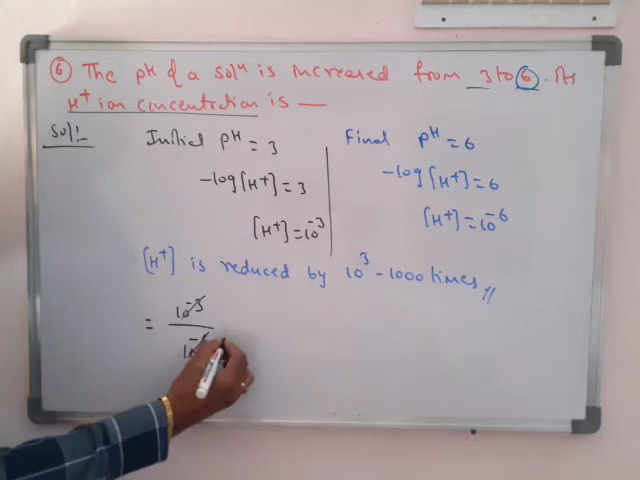 ⑥ The pH of a solⁿ is increased from 3 to 6. Its
H⁺ ion concentration is —
Sol:-
Initial pH = 3
-log[H⁺] = 3
[H⁺] = 10⁻³
Final pH = 6
-log[H⁺] = 6
[H⁺] = 10⁻⁶
[H⁺] is reduced by 10³ - 1000 times //
= 10⁻³
10⁻⁶